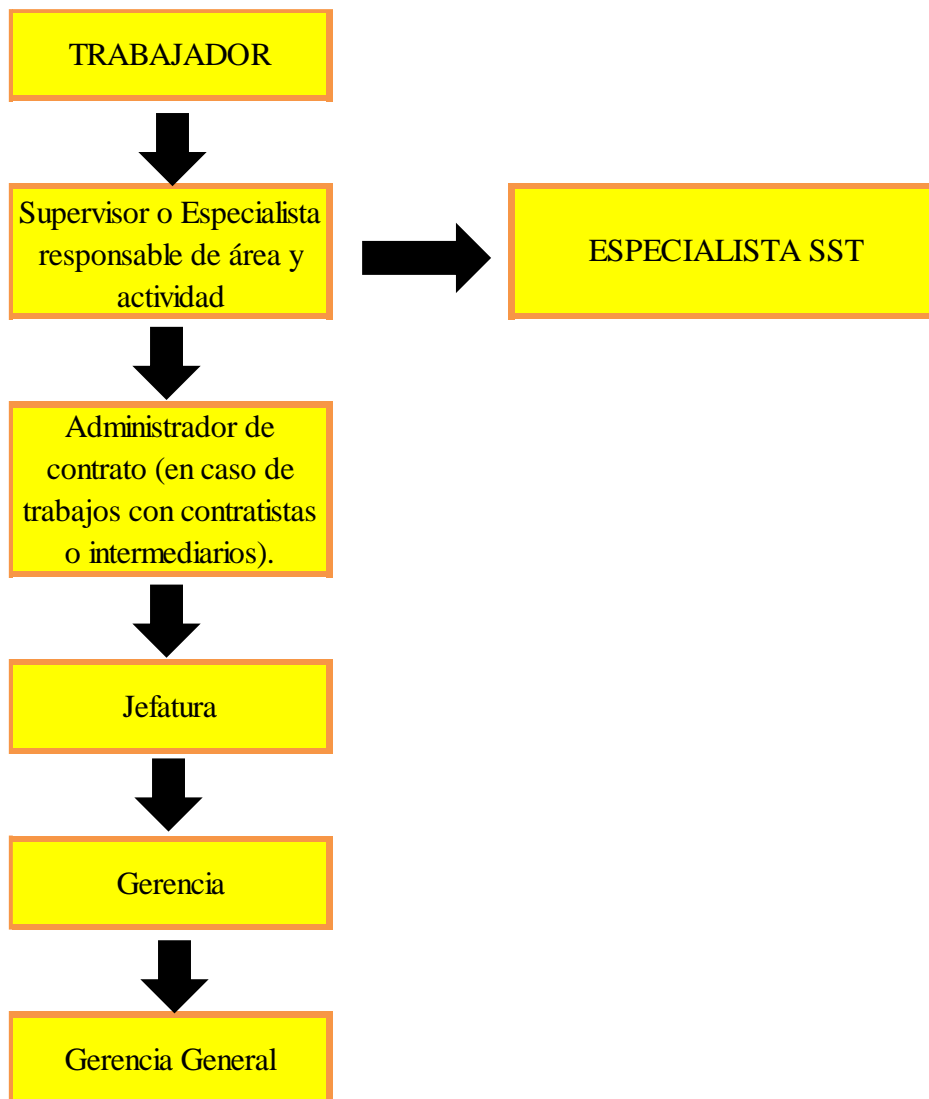 TRABAJADOR
Supervisor o Especialista
responsable de área y
actividad
ESPECIALISTA SST
Administrador de
contrato (en caso de
trabajos con contratistas
o intermediarios).
Jefatura
Gerencia
Gerencia General